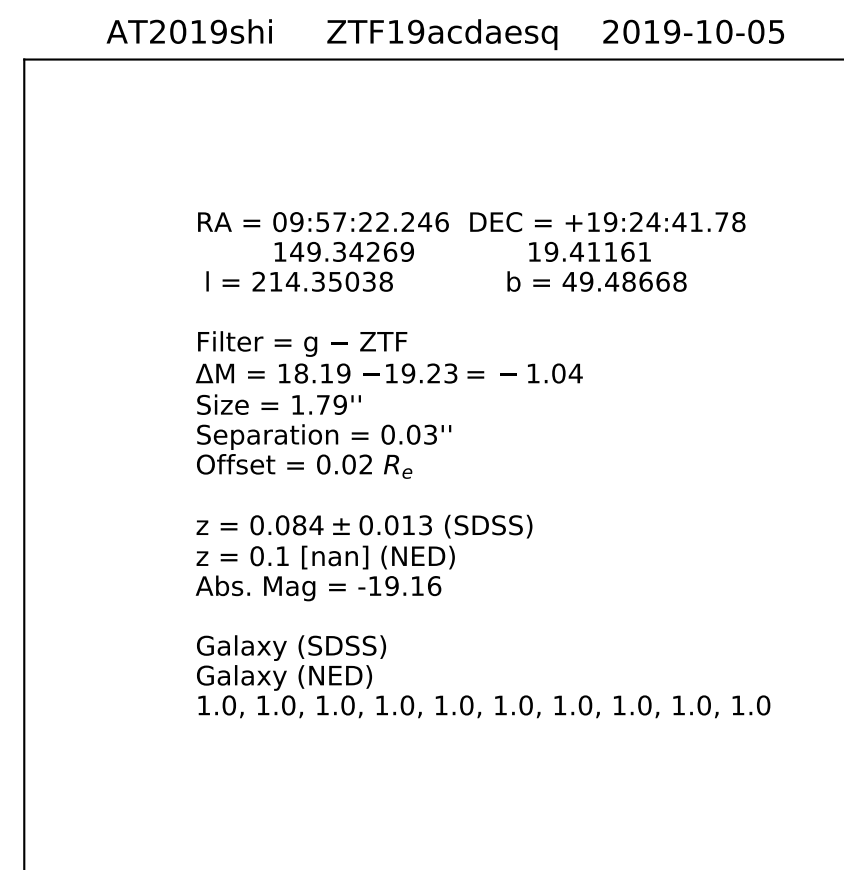 AT2019shi ZTF19acdaesq 2019-10-05
RA = 09:57:22.246 DEC = +19:24:41.78
149.34269 19.41161
l = 214.35038 b = 49.48668
Filter = g − ZTF
ΔM = 18.19 −19.23 = − 1.04
Size = 1.79''
Separation = 0.03''
Offset = 0.02 Re
z = 0.084 ± 0.013 (SDSS)
z = 0.1 [nan] (NED)
Abs. Mag = -19.16
Galaxy (SDSS)
Galaxy (NED)
1.0, 1.0, 1.0, 1.0, 1.0, 1.0, 1.0, 1.0, 1.0, 1.0